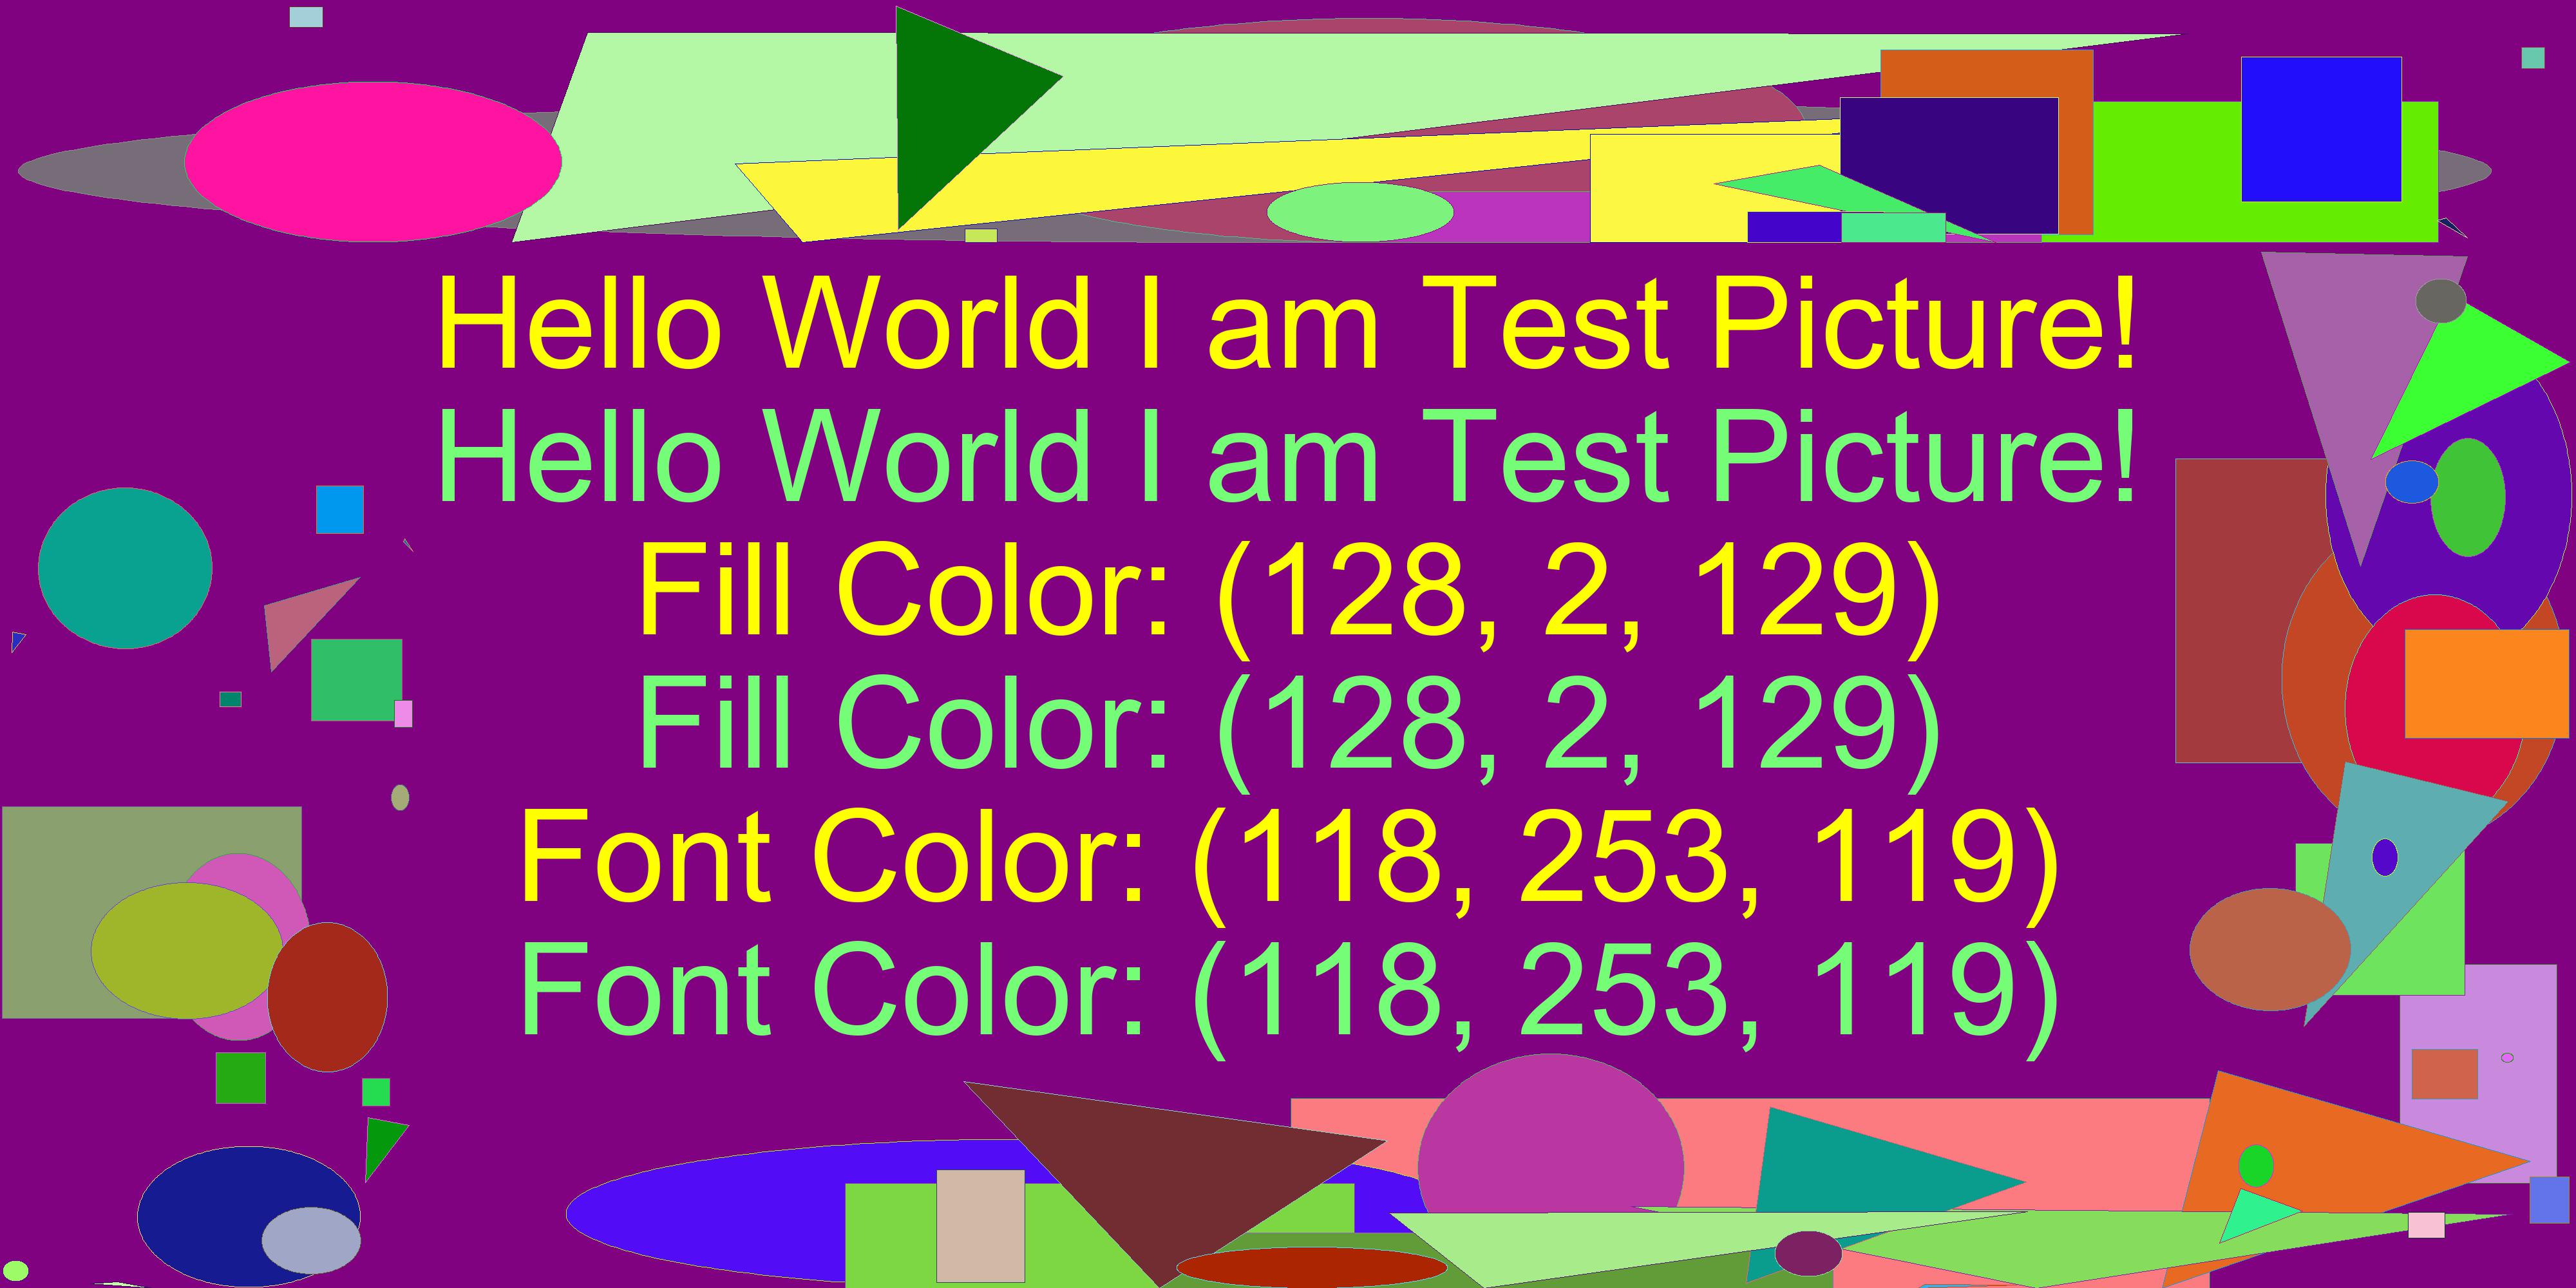 Hello World I am Test Picture!
Hello World I am Test Picture!
Fill Color: (128, 2, 129)
Fill Color: (128, 2, 129)
Font Color: (118, 253, 119)
Font Color: (118, 253, 119)